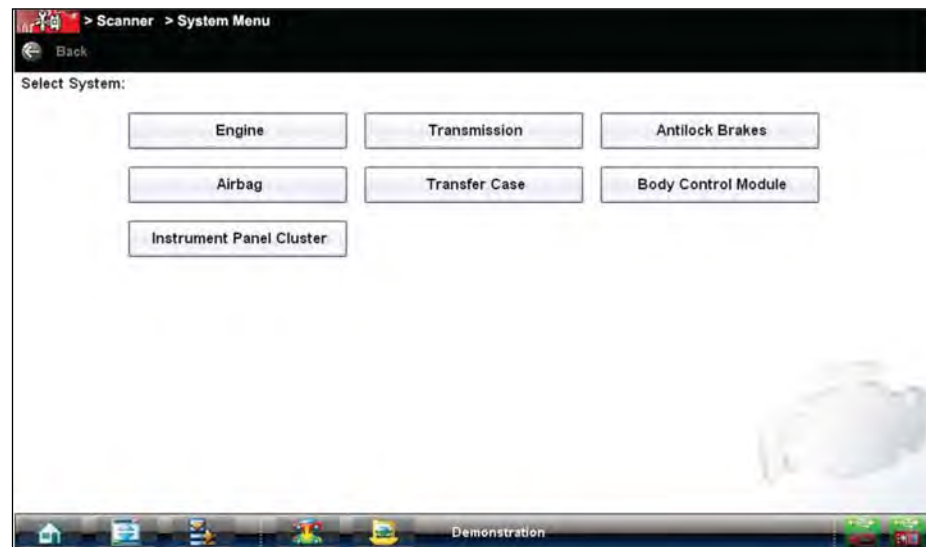 > Scanner > System Menu
Back
Select System:
Engine Transmission Antilock Brakes
Airbag Transfer Case Body Control Module
Instrument Panel Cluster
Demonstration